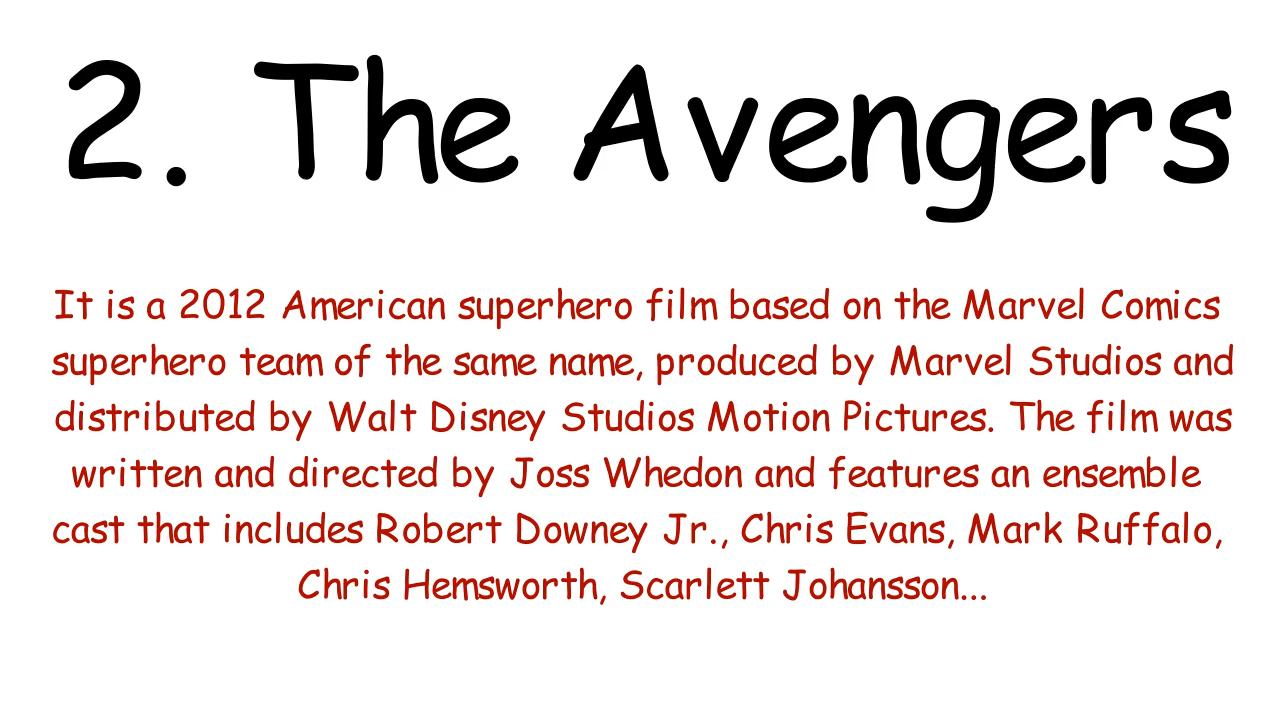 2. The Avengers
It is a 2012 American superhero film based on the Marvel Comics
superhero team of the same name, produced by Marvel Studios and
distributed by Walt Disney Studios Motion Pictures. The film was
written and directed by Joss Whedon and features an ensemble
cast that includes Robert Downey Jr., Chris Evans, Mark Ruffalo,
Chris Hemsworth, Scarlett Johansson...